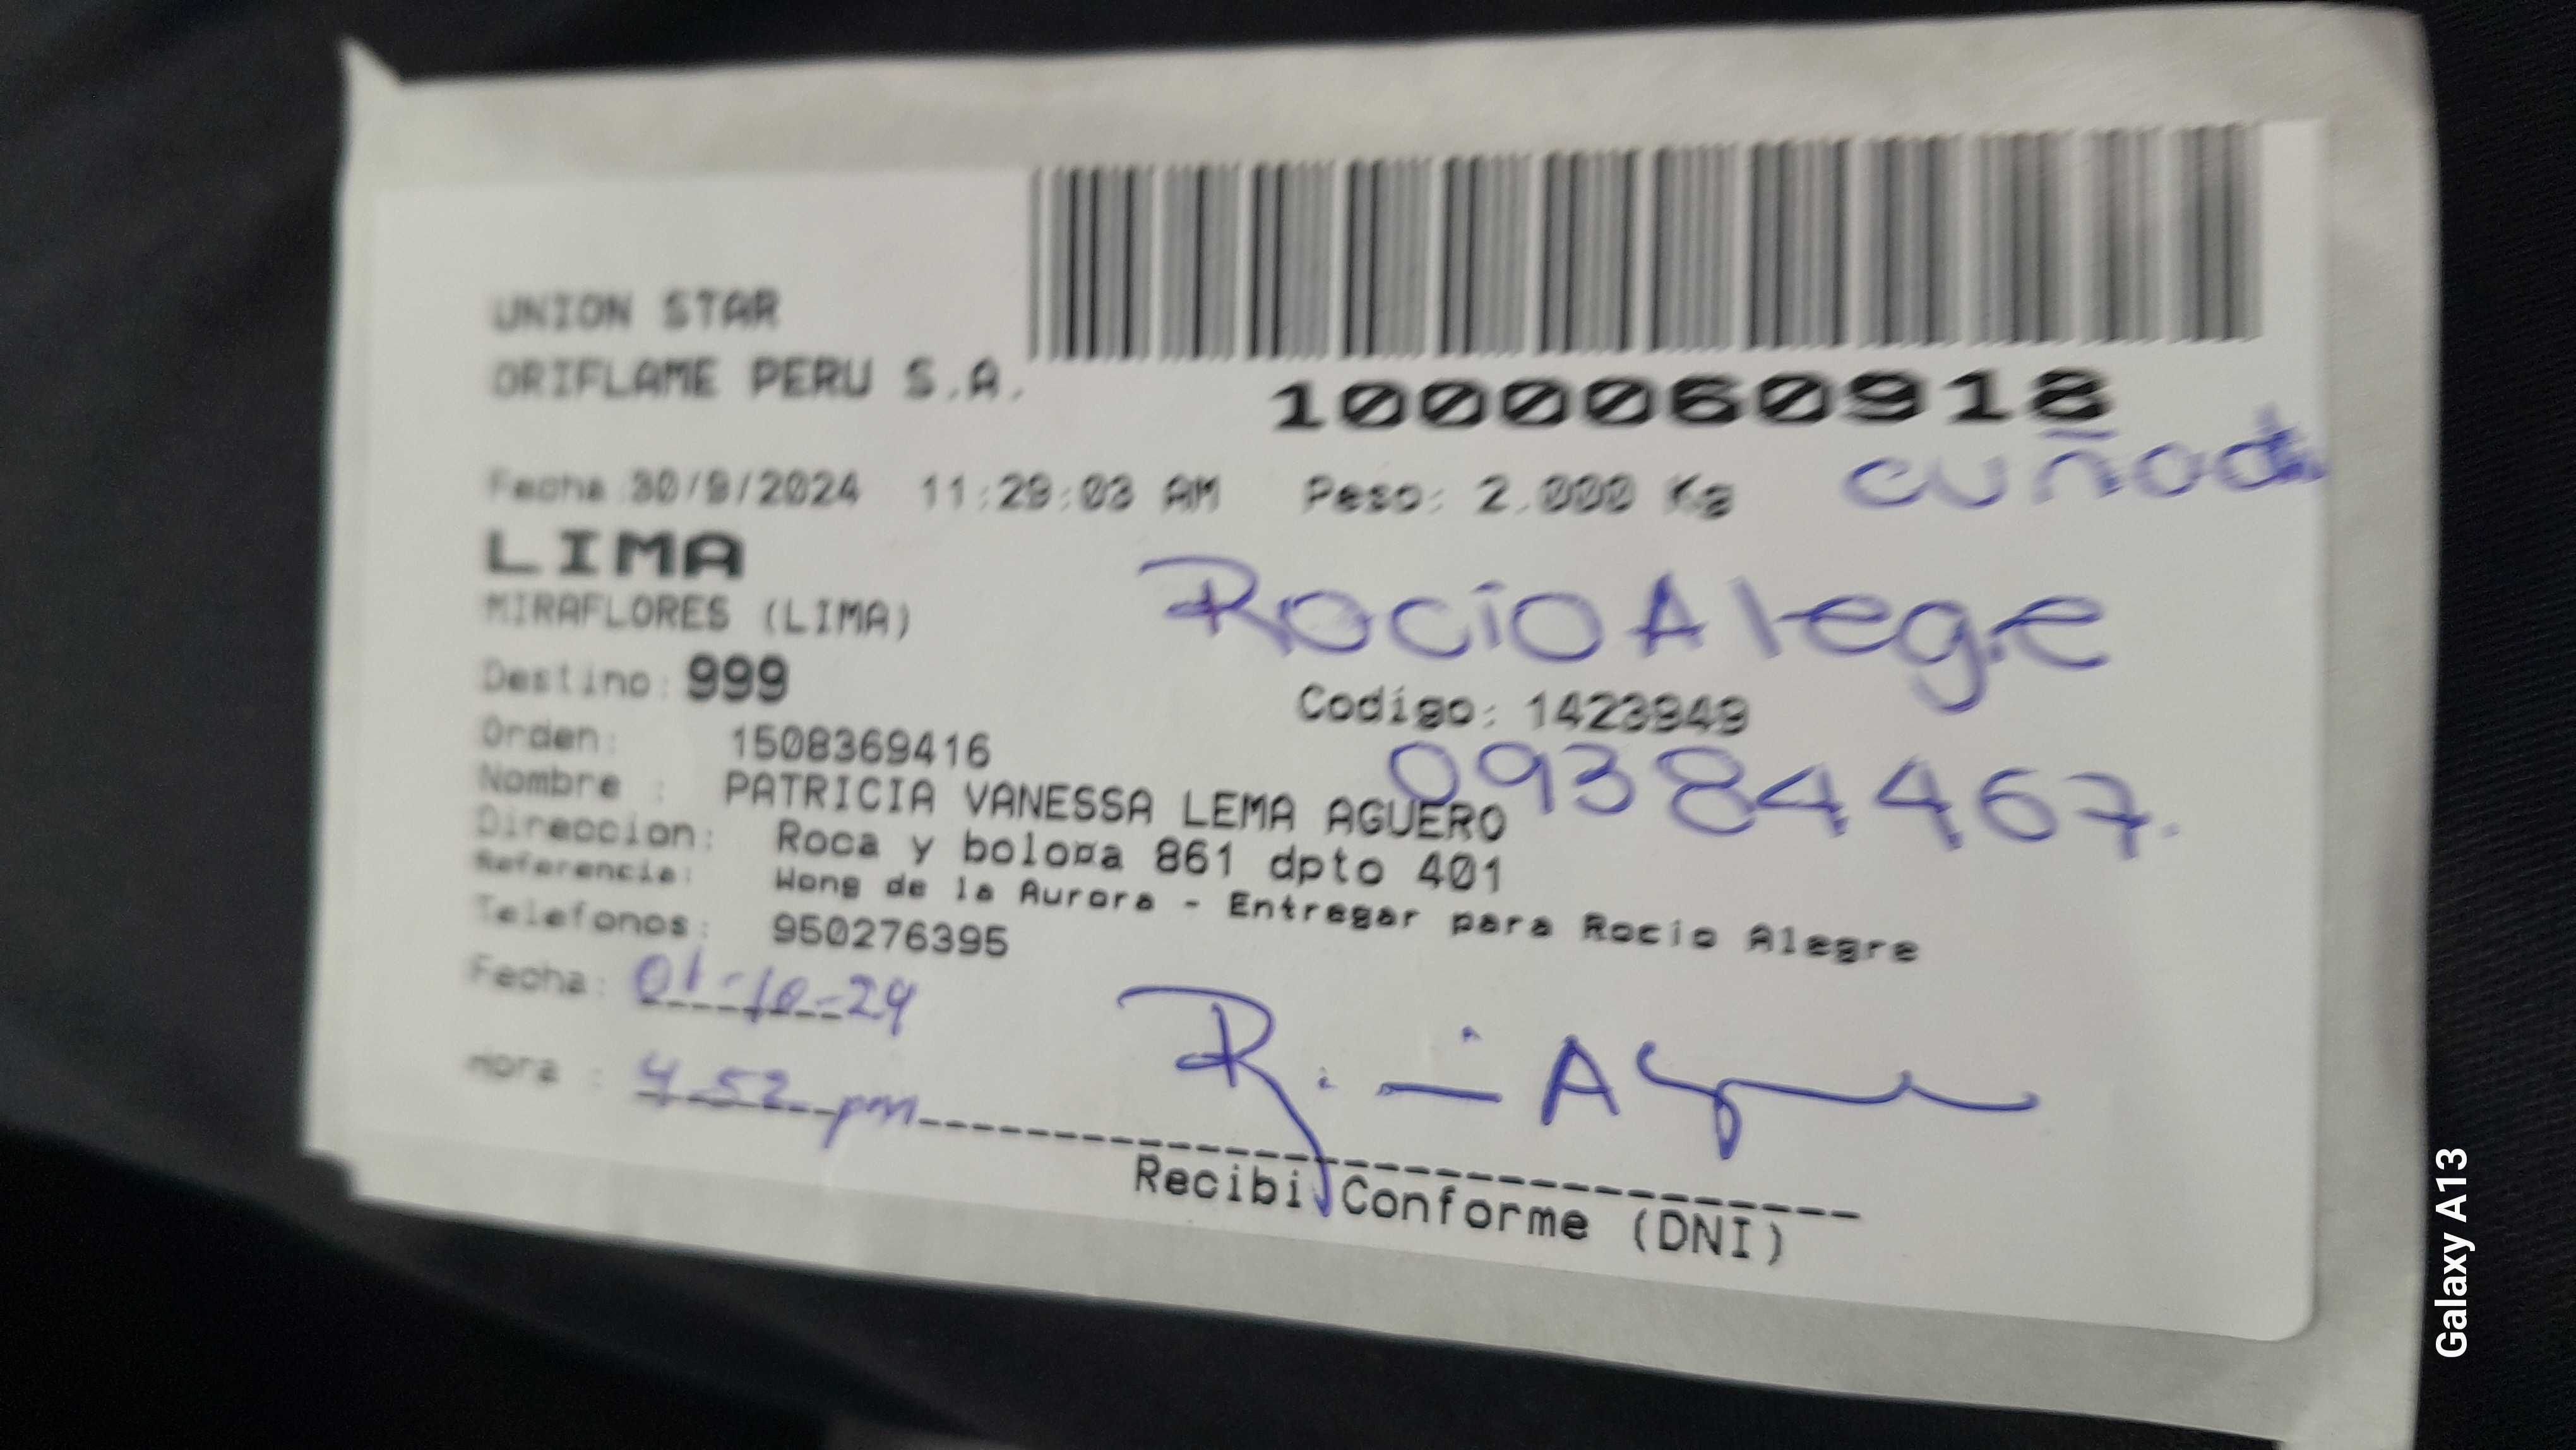 UNION STAR
ORIFLAME PERU S.A.
1000060918
cuñada
Fecha:30/9/2024 11:29:03 AM Peso: 2.000 Kg
LIMA
MIRAFLORES (LIMA)
Rocio Alegre
Destino: 999
Codigo: 1423949
Orden: 1508369416
09384467.
Nombre : PATRICIA VANESSA LEMA AGUERO
Direccion: Roca y boloña 861 dpto 401
Referencia: Wong de la Aurora - Entregar para Rocio Alegre
Telefonos: 950276395
Fecha: 01-10-24
Hora : 4 52 pm
Recibi Conforme (DNI)
Galaxy A13